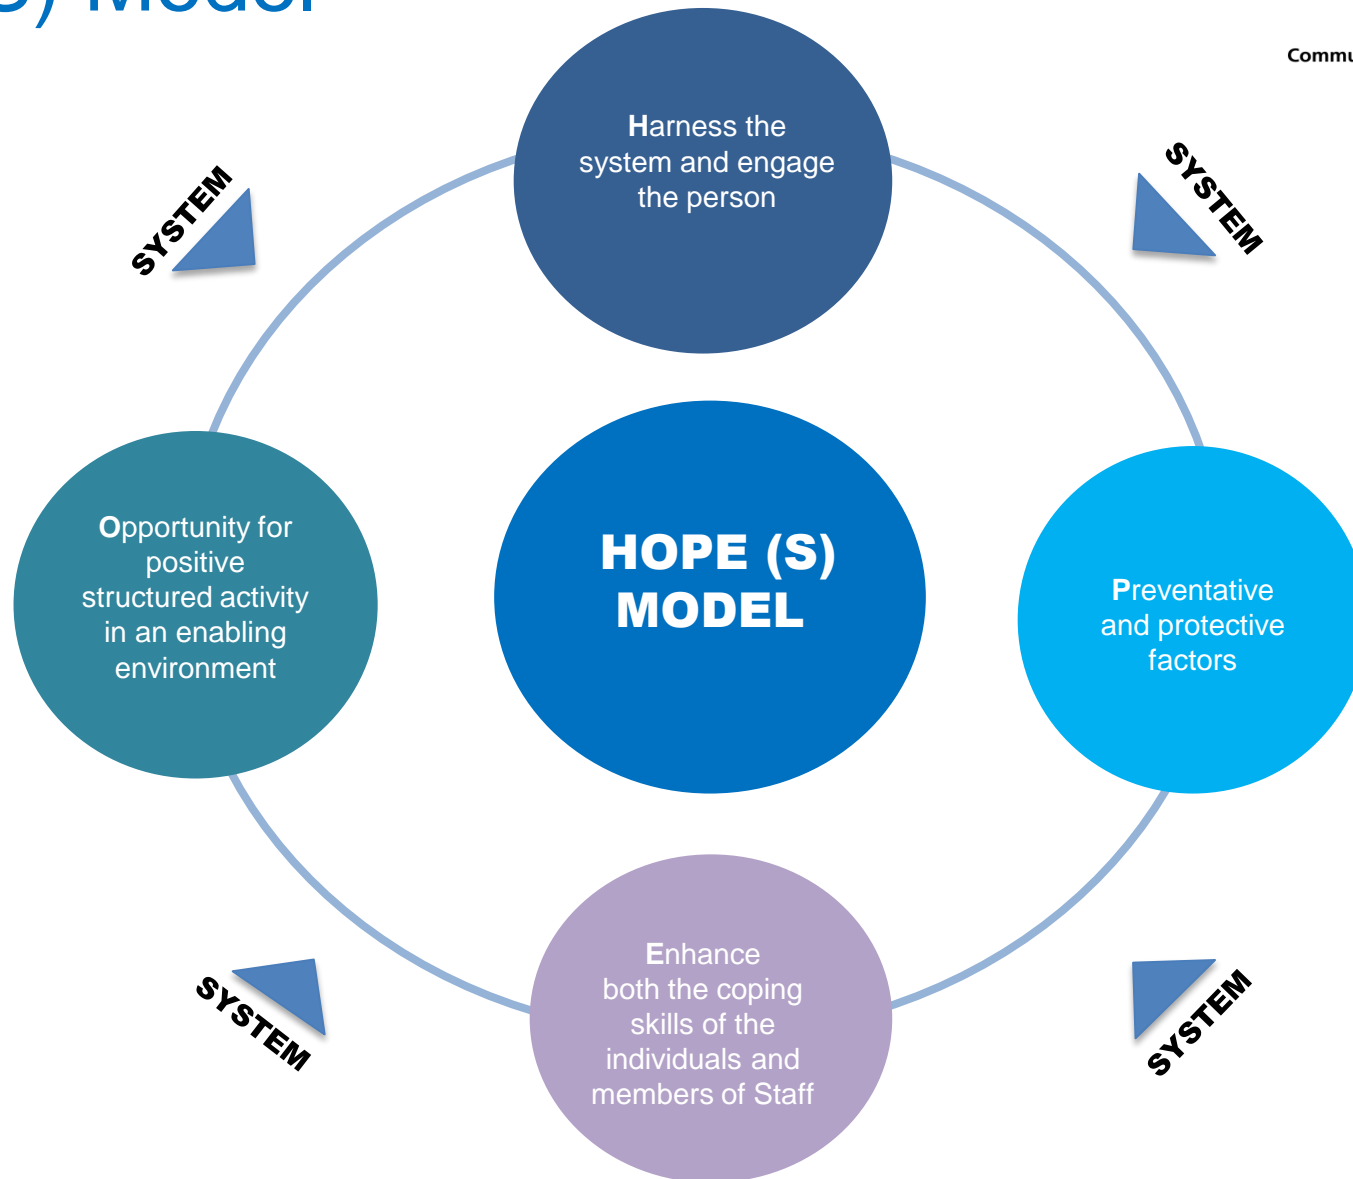 S) Model
Commu
Harness the
system and engage
the person
SYSTEM
SYSTEM
Opportunity for
positive
structured activity
in an enabling
environment
HOPE (S)
MODEL
Preventative
and protective
factors
Enhance
both the coping
skills of the
individuals and
members of Staff
SYSTEM
SYSTEM